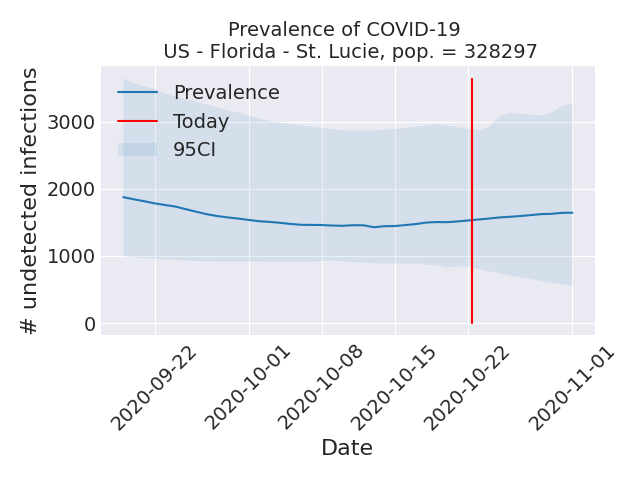 Prevalence of COVID-19
US - Florida - St. Lucie, pop. = 328297
# undetected infections
3000
2000
1000
0
Prevalence
Today
95CI
2020-09-22
2020-10-01
2020-10-08
2020-10-15
2020-10-22
2020-11-01
Date